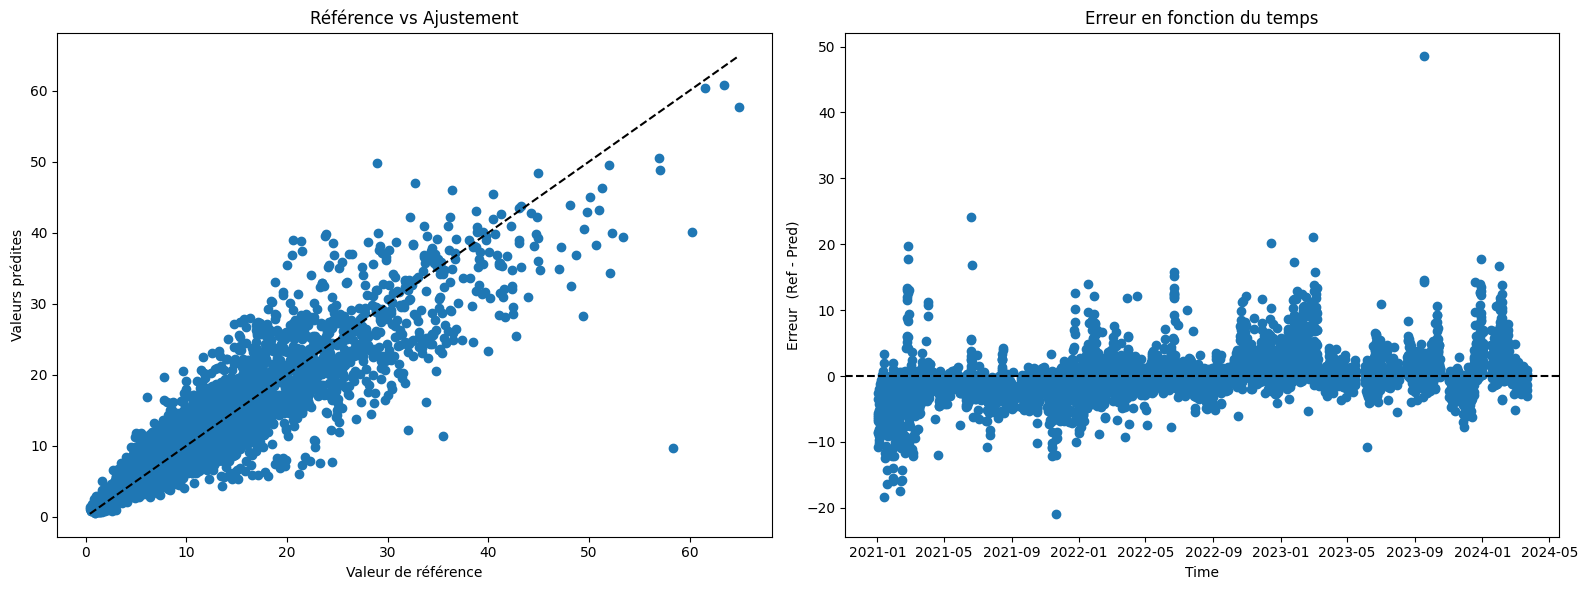 Référence vs Ajustement
Valeurs prédites
60
50
40
30
20
10
0
0 10 20 30 40 50 60
Valeur de référence
Erreur en fonction du temps
Erreur  (Ref - Pred)
50
40
30
20
10
0
−10
−20
2021-01 2021-05 2021-09 2022-01 2022-05 2022-09 2023-01 2023-05 2023-09 2024-01 2024-05
Time